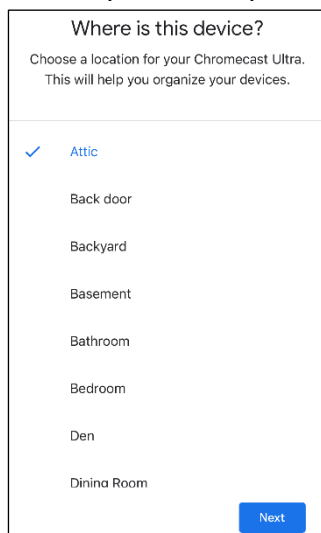 Where is this device?
Choose a location for your Chromecast Ultra.
This will help you organize your devices.
Attic
Back door
Backyard
Basement
Bathroom
Bedroom
Den
Dining Room
Next